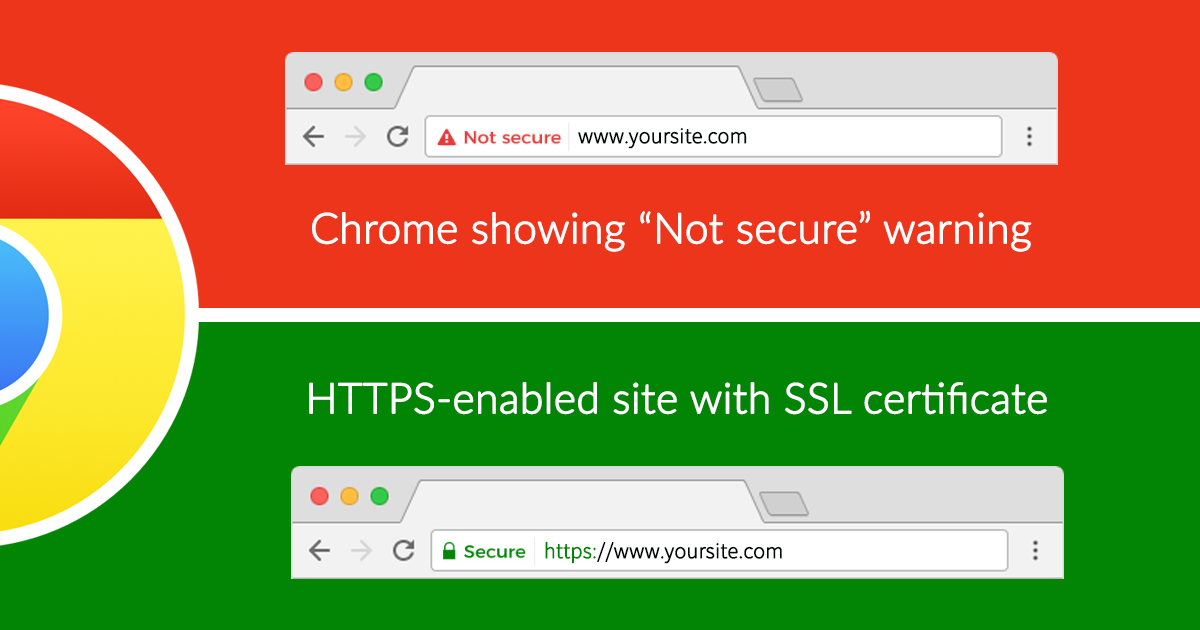 Not secure www.yoursite.com
Chrome showing “Not secure” warning
HTTPS-enabled site with SSL certificate
Secure https://www.yoursite.com